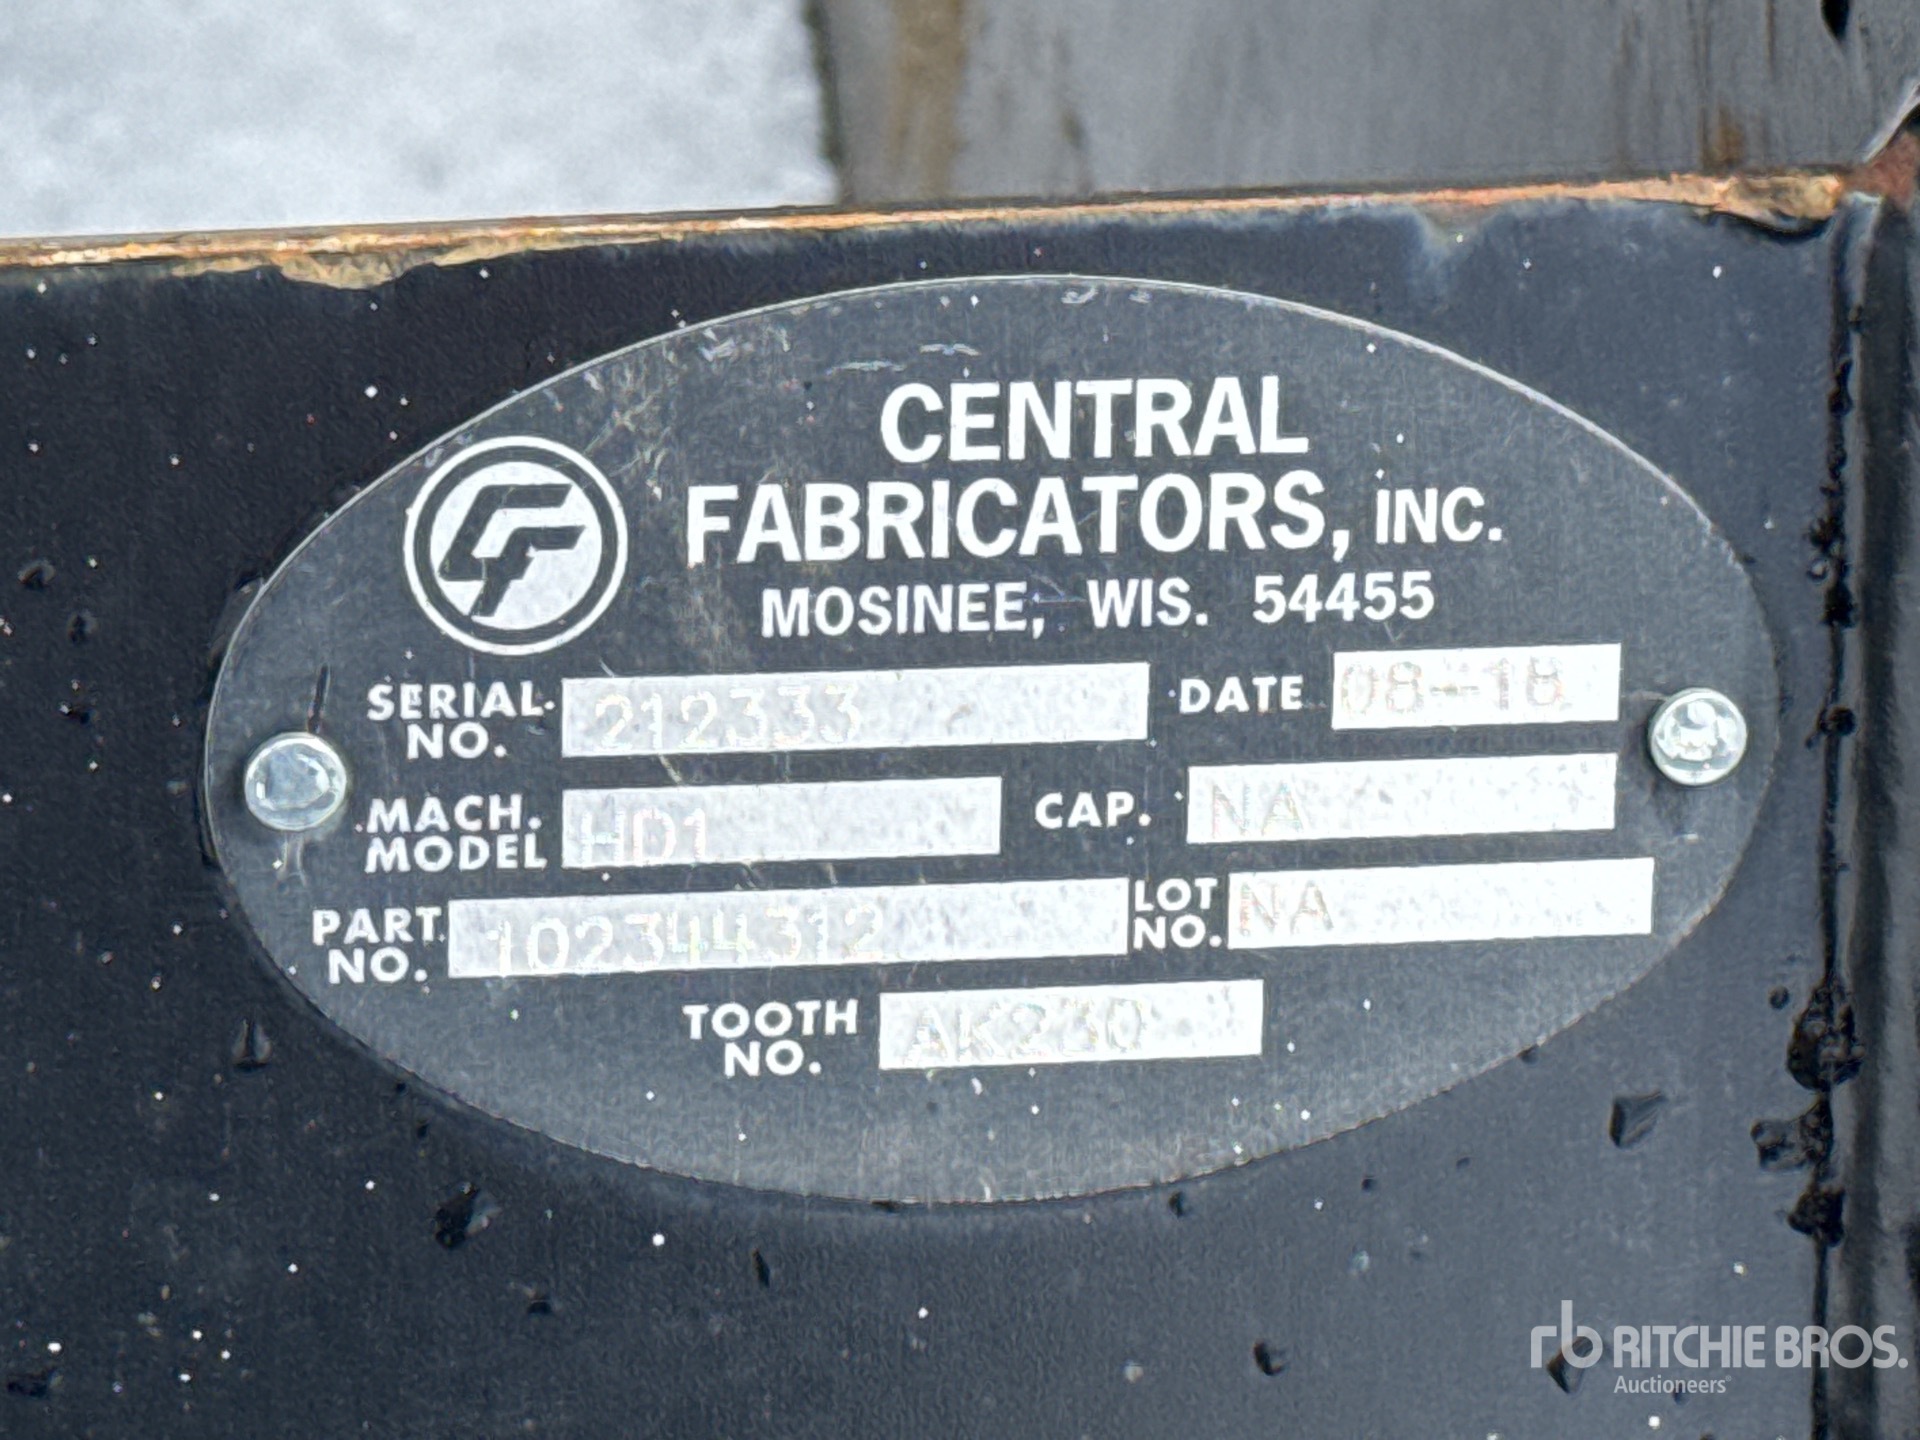 CENTRAL
FABRICATORS, INC.
MOSINEE, WIS. 54455
SERIAL NO. 212333 DATE 08-18
MACH. MODEL HD1 CAP. NA
PART NO. 102344312 LOT NO. NA
TOOTH NO. AK230
rb RITCHIE BROS.
Auctioneers